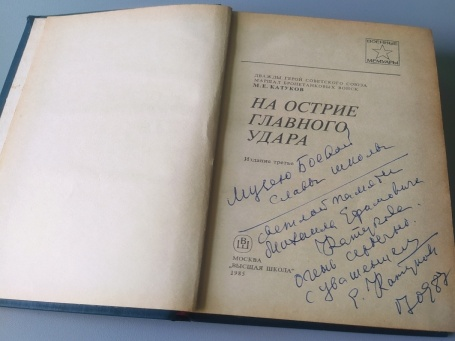 ВОЕННЫЕ
МЕМУАРЫ
ДВАЖДЫ ГЕРОЙ СОВЕТСКОГО СОЮЗА
МАРШАЛ БРОНЕТАНКОВЫХ ВОЙСК
М.Е. КАТУКОВ
НА ОСТРИЕ
ГЛАВНОГО
УДАРА
Издание третье
Музею Боевой
славы школы
светлой памяти
Михаила Ефимовича
Катукова
очень сердечно.
с уважением
Катукова
ВШ
МОСКВА
"ВЫСШАЯ ШКОЛА"
1985